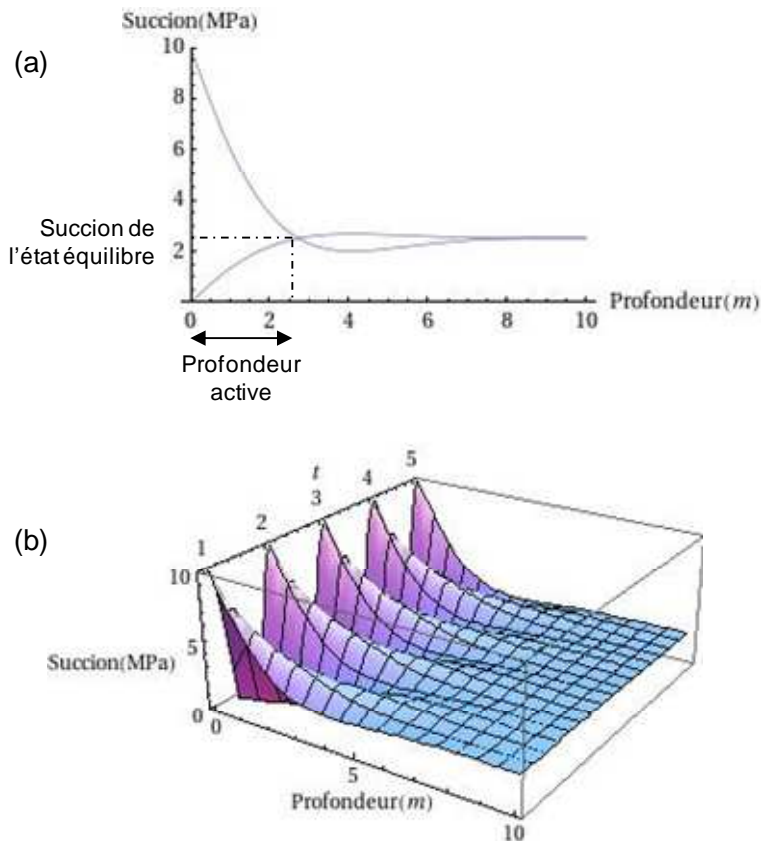 Succion(MPa)
(a)
10
8
6
4
Succion de
l'état équilibre
2
0 2 4 6 8 10
Profondeur(m)
Profondeur
active
(b)
t
1 2 3 4 5
10
5
0
Succion(MPa)
0 5 10
Profondeur(m)